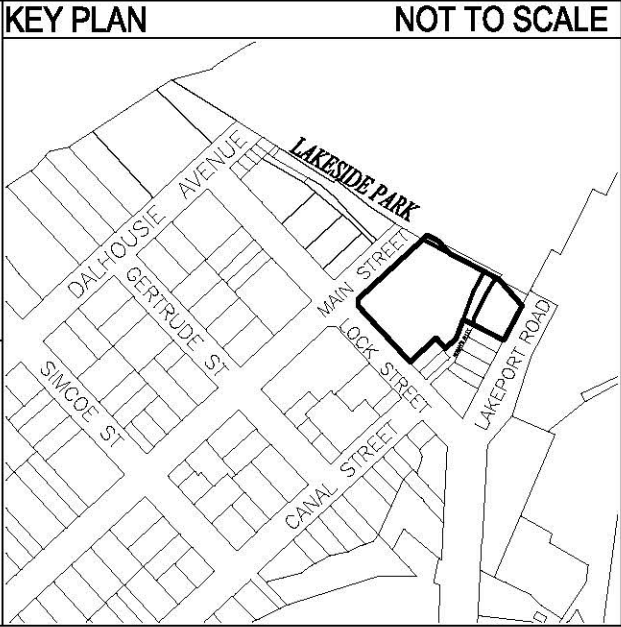 KEY PLAN
NOT TO SCALE
LAKESIDE PARK
DALHOUSIE AVENUE
MAIN STREET
GERTRUDE ST
LOCK STREET
LAKEPORT ROAD
SIMCOE ST
CANAL STREET